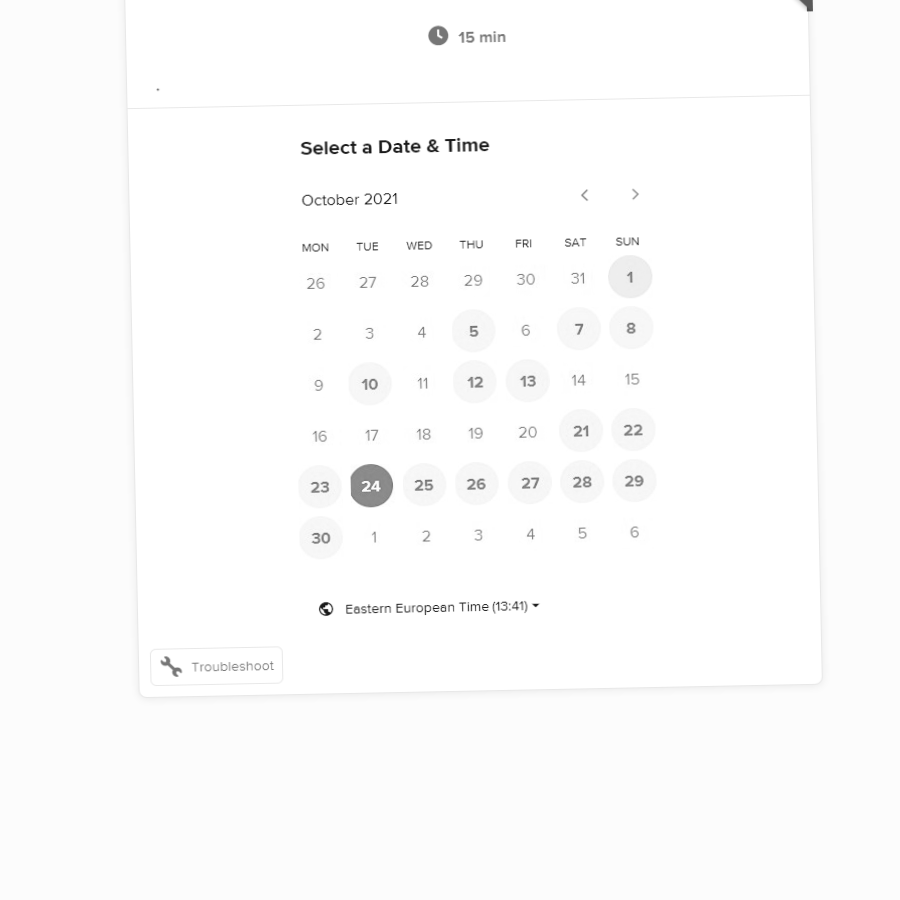 15 min
.
Select a Date & Time
October 2021
MON TUE WED THU FRI SAT SUN
26 27 28 29 30 31 1
2 3 4 5 6 7 8
9 10 11 12 13 14 15
16 17 18 19 20 21 22
23 24 25 26 27 28 29
30 1 2 3 4 5 6
Eastern European Time (13:41)
Troubleshoot